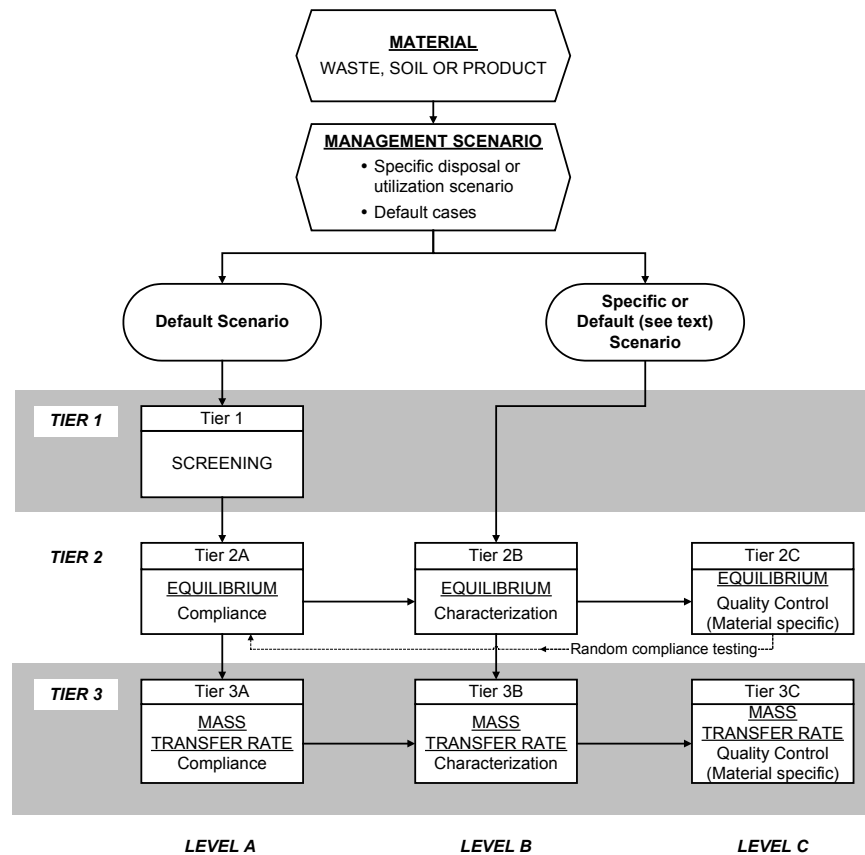 MATERIAL
WASTE, SOIL OR PRODUCT
MANAGEMENT SCENARIO
• Specific disposal or
utilization scenario
• Default cases
Default Scenario
Specific or
Default (see text)
Scenario
TIER 1
Tier 1
SCREENING
TIER 2
Tier 2A
EQUILIBRIUM
Compliance
Tier 2B
EQUILIBRIUM
Characterization
Tier 2C
EQUILIBRIUM
Quality Control
(Material specific)
Random compliance testing
TIER 3
Tier 3A
MASS
TRANSFER RATE
Compliance
Tier 3B
MASS
TRANSFER RATE
Characterization
Tier 3C
MASS
TRANSFER RATE
Quality Control
(Material specific)
LEVEL A
LEVEL B
LEVEL C